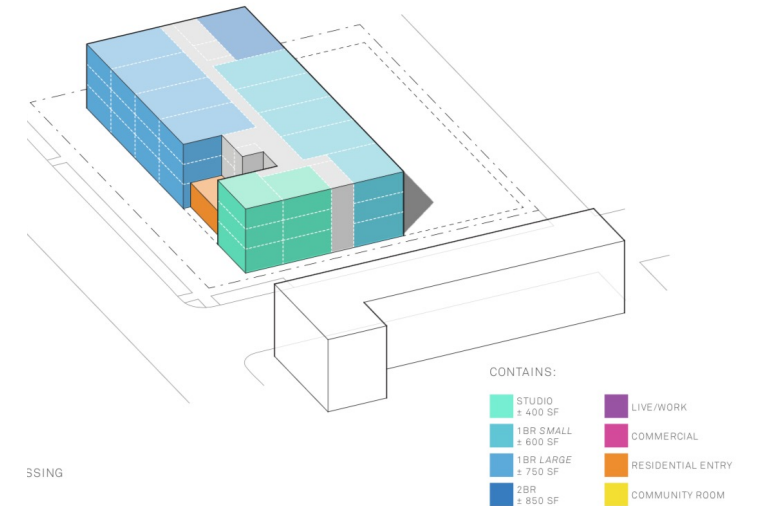 CONTAINS:
STUDIO
± 400 SF
1BR SMALL
± 600 SF
1BR LARGE
± 750 SF
2BR
± 850 SF
LIVE/WORK
COMMERCIAL
RESIDENTIAL ENTRY
COMMUNITY ROOM
SSING